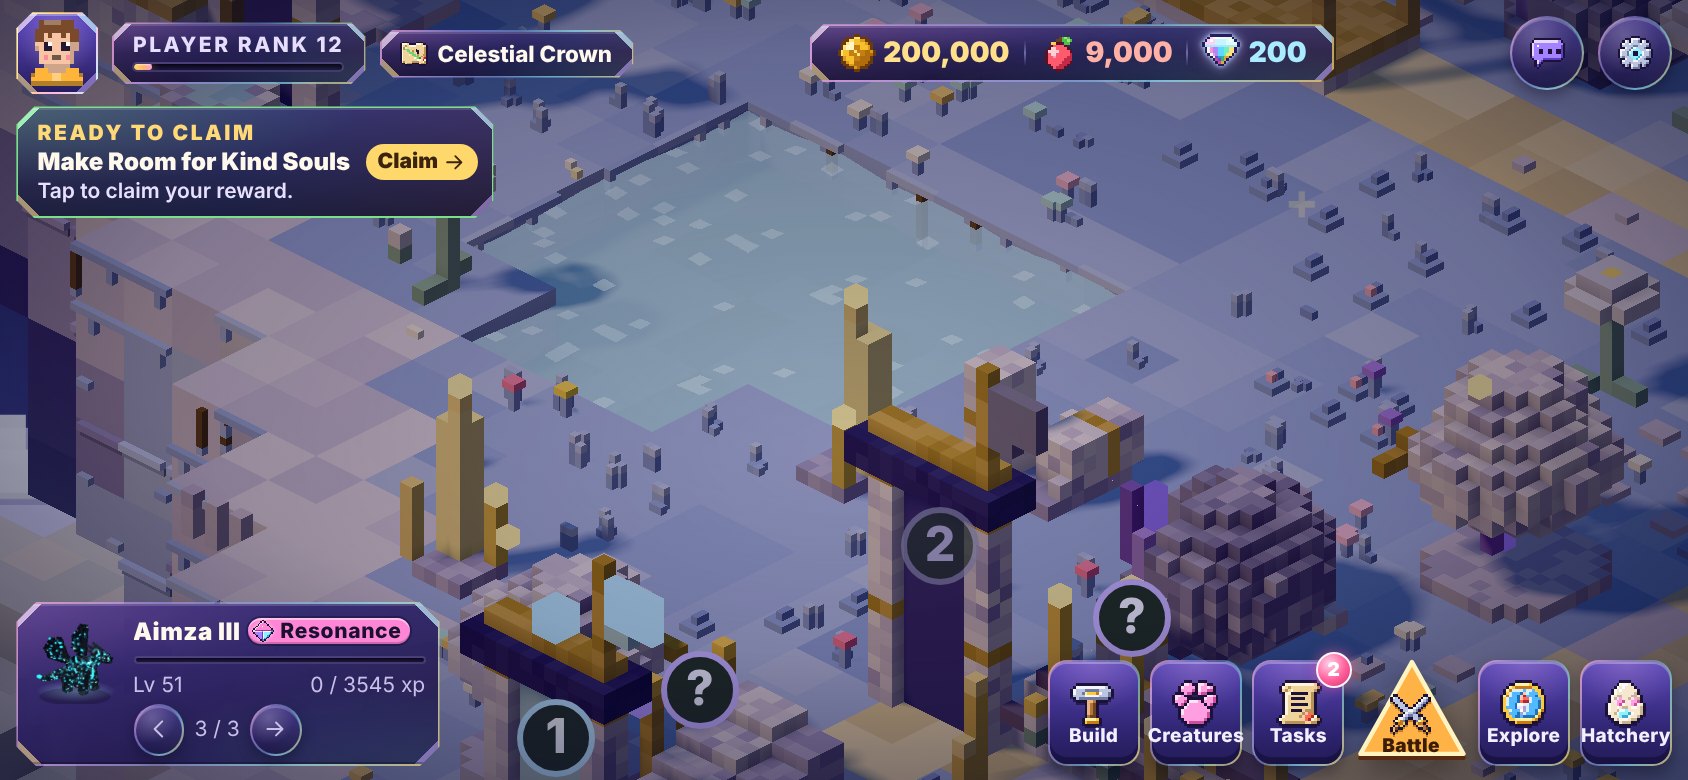 PLAYER RANK 12
Celestial Crown
200,000
9,000
200
READY TO CLAIM
Make Room for Kind Souls
Claim →
Tap to claim your reward.
2
?
?
1
Aimza III
Resonance
Lv 51
0 / 3545 xp
3 / 3
Build
Creatures
2
Tasks
Battle
Explore
Hatchery